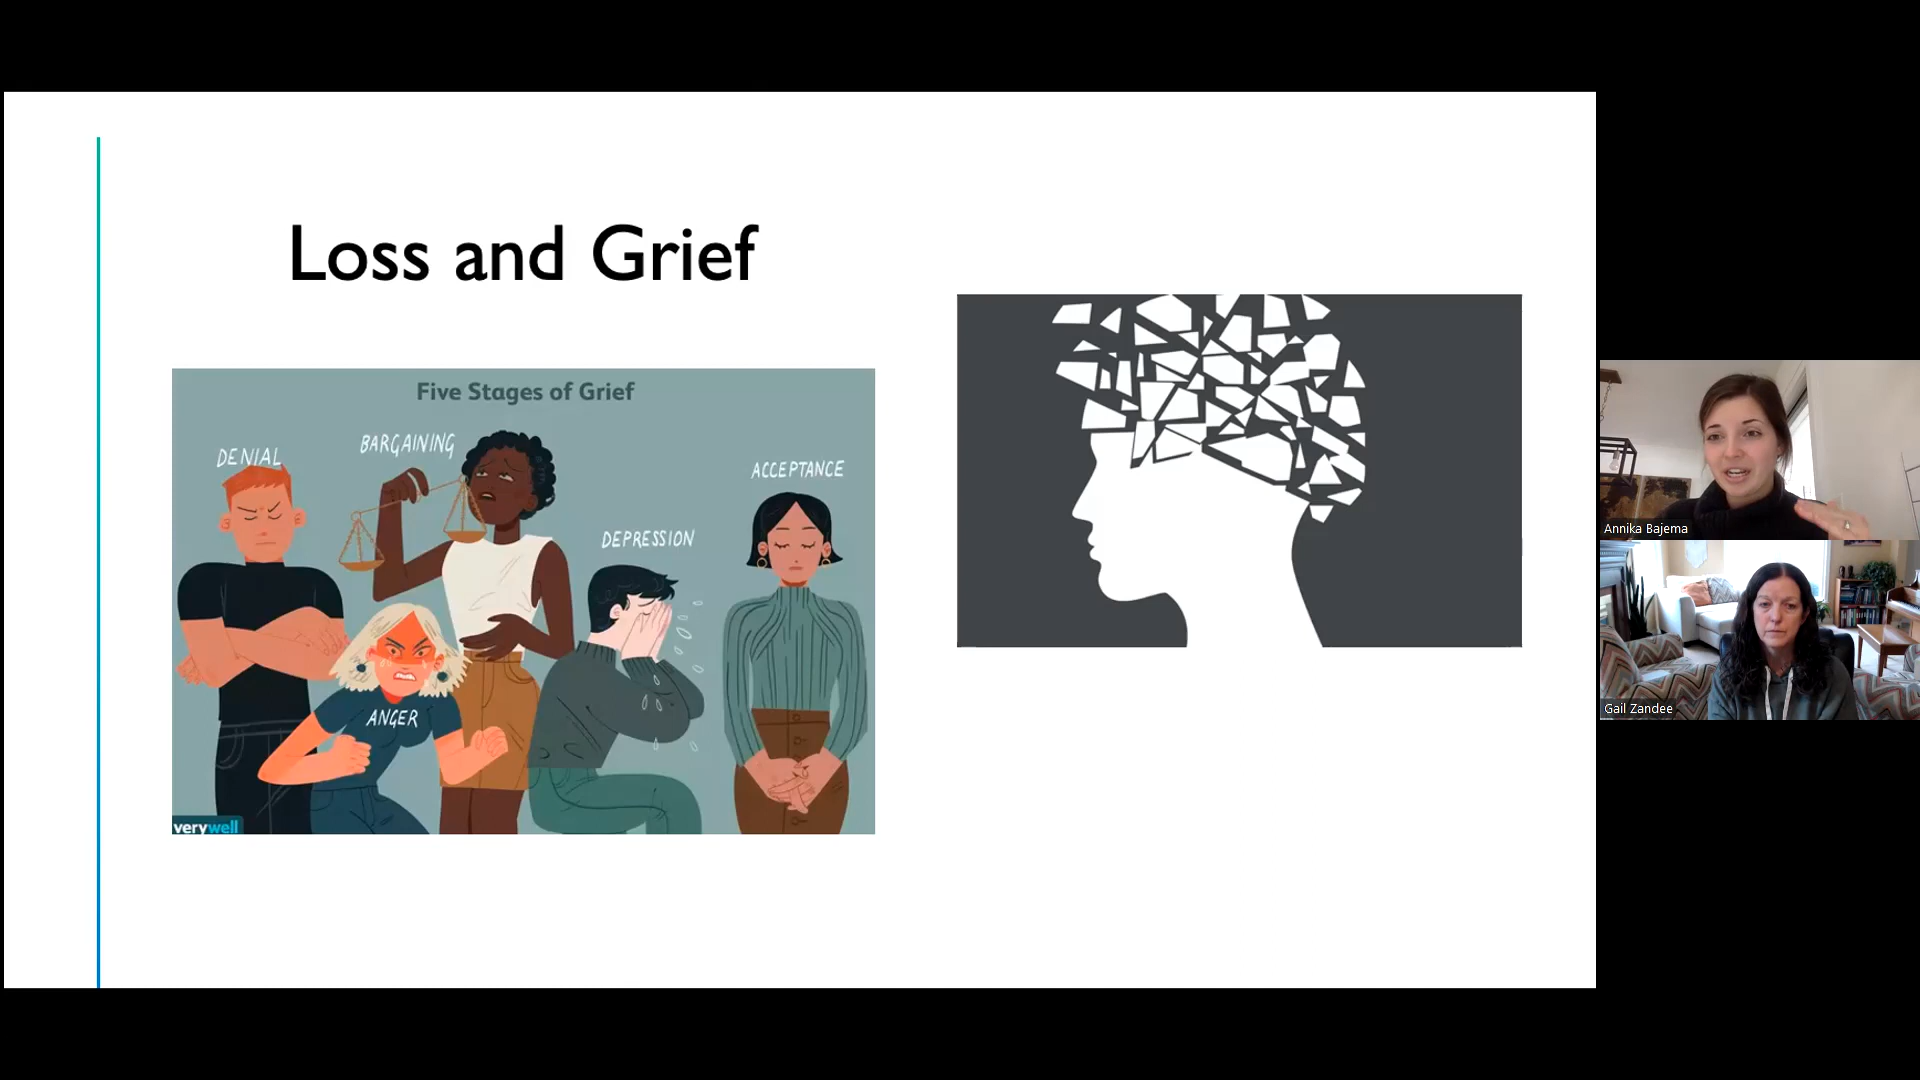 Loss and Grief
Five Stages of Grief
DENIAL
BARGAINING
ACCEPTANCE
DEPRESSION
ANGER
verywell
Annika Bajema
Gail Zandee